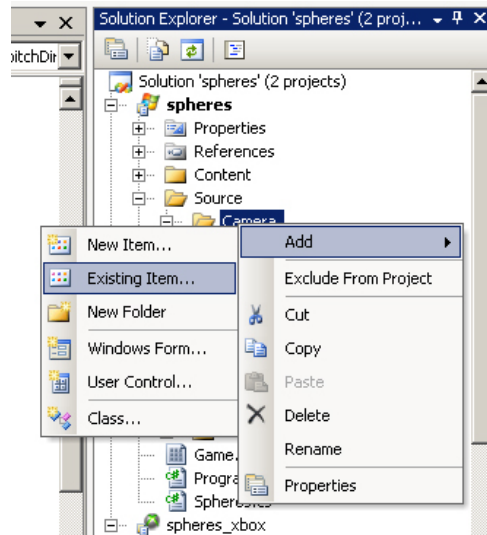 Solution Explorer - Solution 'spheres' (2 proj...
Solution 'spheres' (2 projects)
spheres
Properties
References
Content
Source
Camera
Add
Exclude From Project
Cut
Copy
Paste
Delete
Rename
Properties
New Item...
Existing Item...
New Folder
Windows Form...
User Control...
Class...
Game.
Progra
spheres_xbox